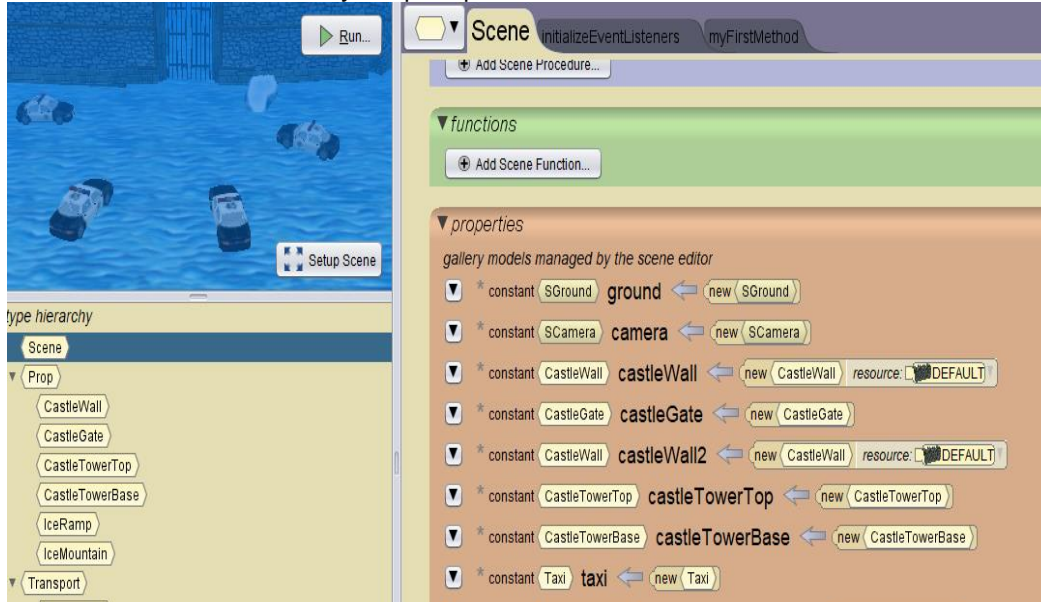 Run...
Setup Scene
type hierarchy
Scene
Prop
CastleWall
CastleGate
CastleTowerTop
CastleTowerBase
IceRamp
IceMountain
Transport
Scene initializeEventListeners myFirstMethod
Add Scene Procedure...
functions
Add Scene Function...
properties
gallery models managed by the scene editor
* constant SGround ground new SGround
* constant SCamera camera new SCamera
* constant CastleWall castleWall new CastleWall resource: DEFAULT
* constant CastleGate castleGate new CastleGate
* constant CastleWall castleWall2 new CastleWall resource: DEFAULT
* constant CastleTowerTop castleTowerTop new CastleTowerTop
* constant CastleTowerBase castleTowerBase new CastleTowerBase
* constant Taxi taxi new Taxi